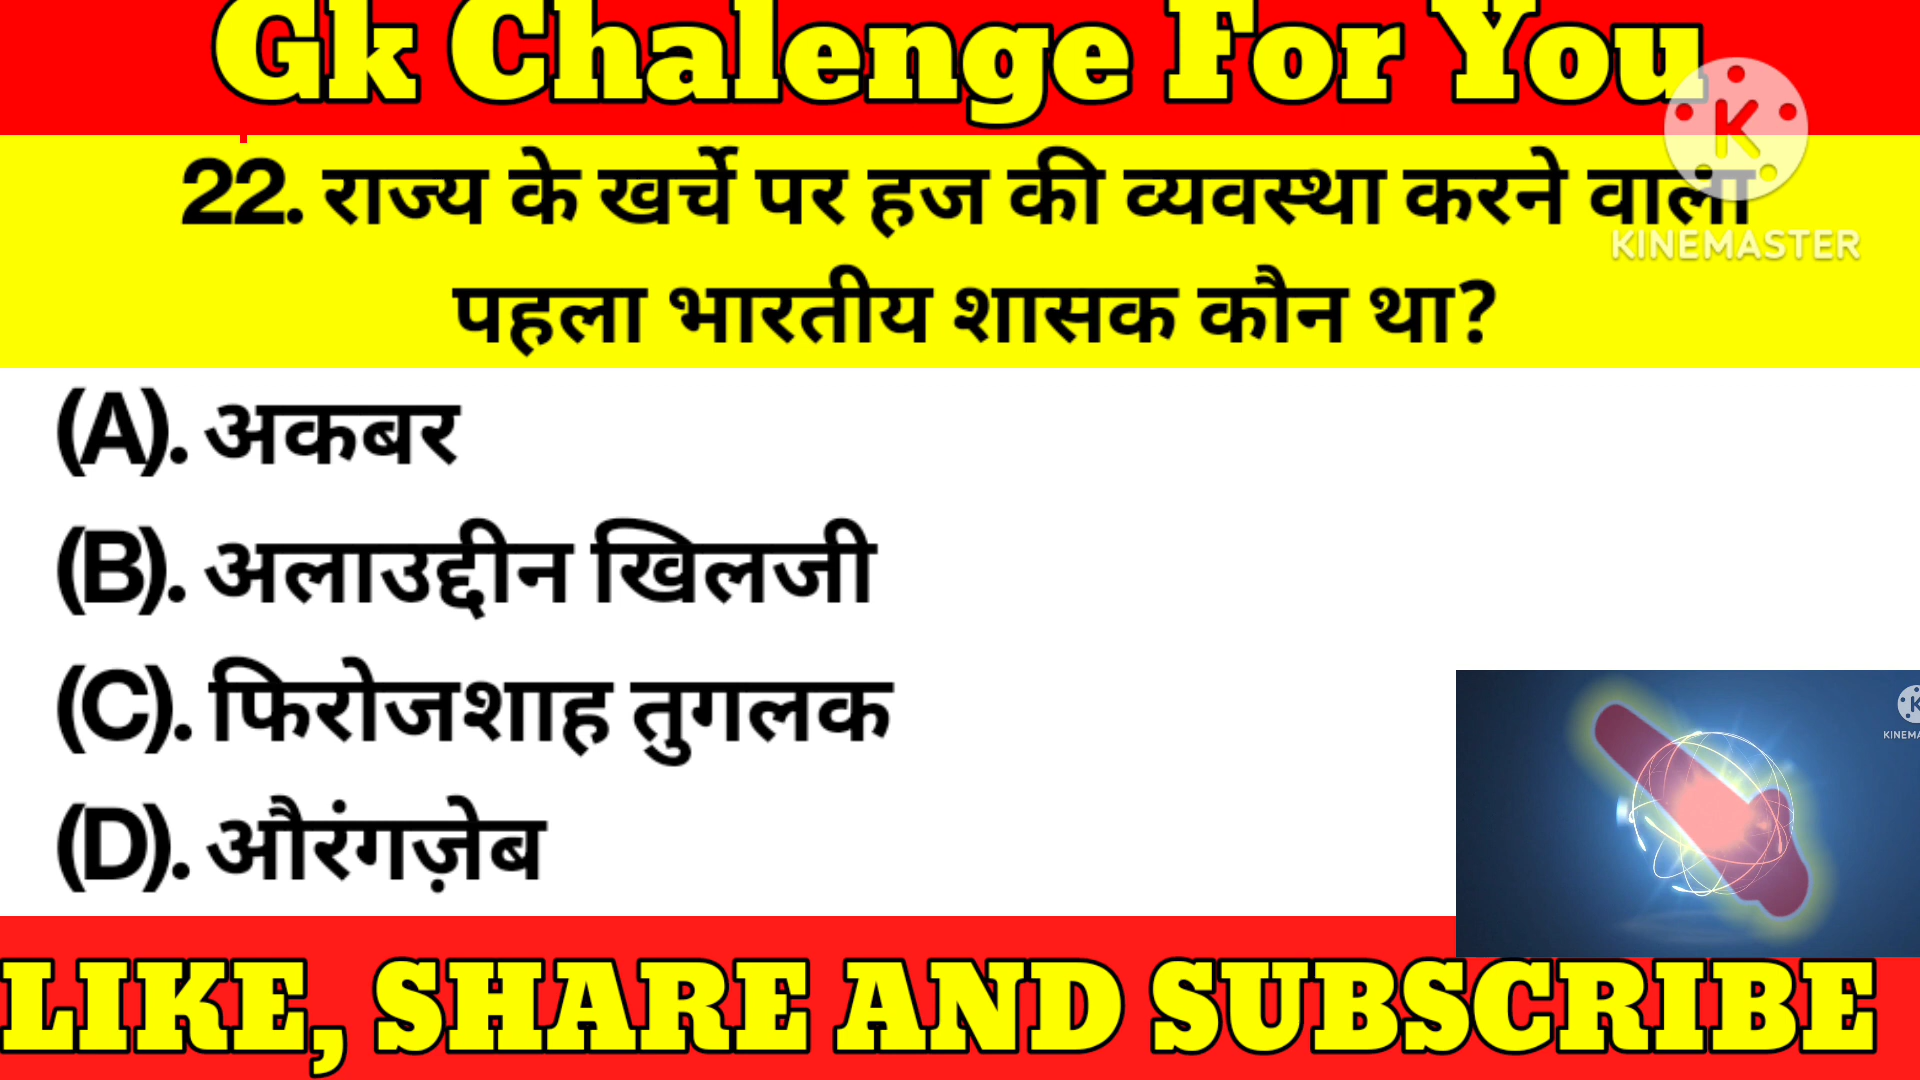 Gk Chalenge For You
22. राज्य के खर्चे पर हज की व्यवस्था करने वाला
KINEMASTER
पहला भारतीय शासक कौन था?
(A). अकबर
(B). अलाउद्दीन खिलजी
(C). फिरोजशाह तुगलक
(D). औरंगज़ेब
LIKE, SHARE AND SUBSCRIBE